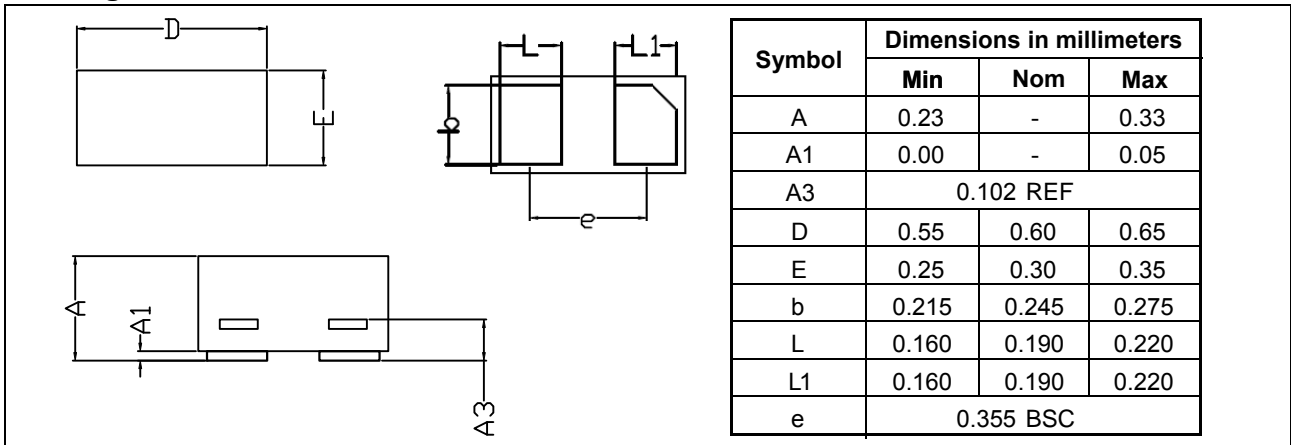 D
E
L
L1
b
e
A
A1
A3
Symbol Dimensions in millimeters
Min Nom Max
A 0.23 - 0.33
A1 0.00 - 0.05
A3 0.102 REF
D 0.55 0.60 0.65
E 0.25 0.30 0.35
b 0.215 0.245 0.275
L 0.160 0.190 0.220
L1 0.160 0.190 0.220
e 0.355 BSC